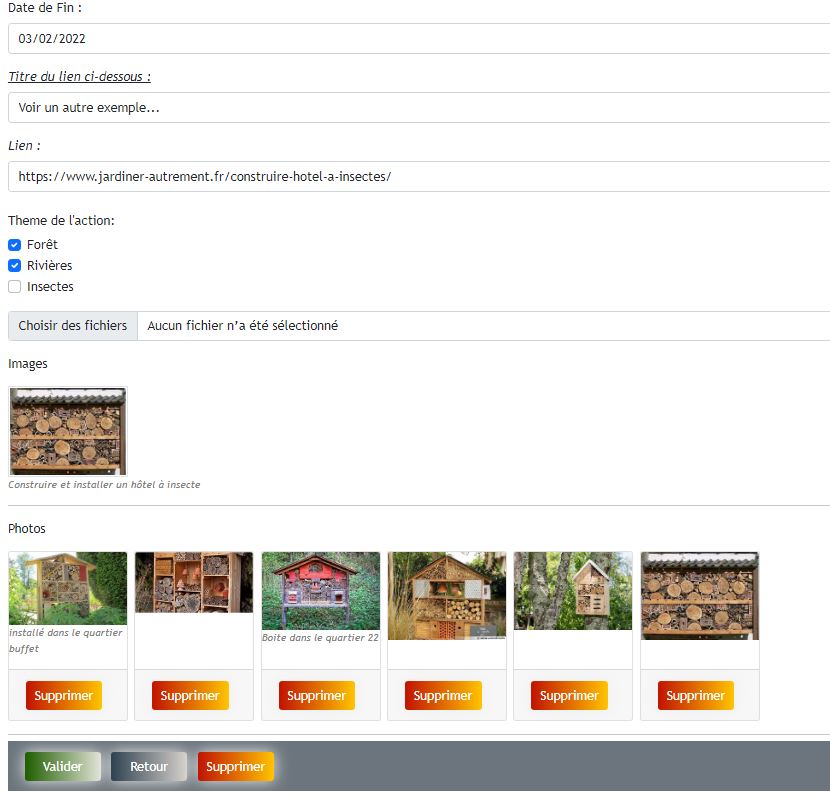 Date de Fin :
03/02/2022
Titre du lien ci-dessous :
Voir un autre exemple...
Lien :
https://www.jardiner-autrement.fr/construire-hotel-a-insectes/
Theme de l'action:
Forêt
Rivières
Insectes
Choisir des fichiers Aucun fichier n’a été sélectionné
Images
Construire et installer un hôtel à insecte
Photos
installé dans le quartier
buffet
Boite dans le quartier 22
Supprimer Supprimer Supprimer Supprimer Supprimer Supprimer
Valider Retour Supprimer